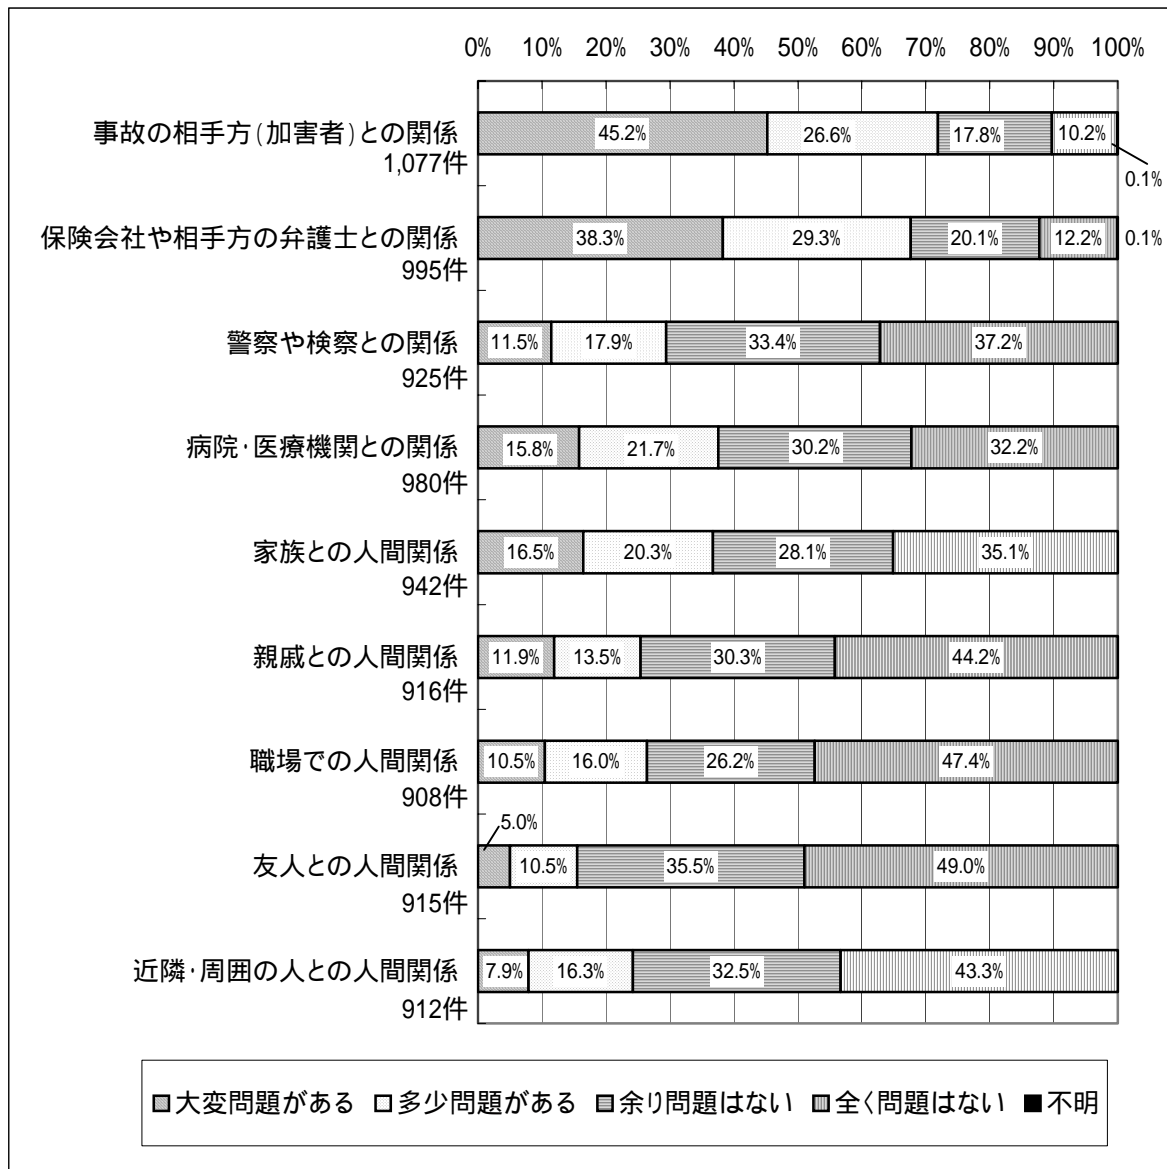 0% 10% 20% 30% 40% 50% 60% 70% 80% 90% 100%
事故の相手方(加害者)との関係
1,077件
45.2% 26.6% 17.8% 10.2%
0.1%
保険会社や相手方の弁護士との関係
995件
38.3% 29.3% 20.1% 12.2% 0.1%
警察や検察との関係
925件
11.5% 17.9% 33.4% 37.2%
病院・医療機関との関係
980件
15.8% 21.7% 30.2% 32.2%
家族との人間関係
942件
16.5% 20.3% 28.1% 35.1%
親戚との人間関係
916件
11.9% 13.5% 30.3% 44.2%
職場での人間関係
908件
10.5% 16.0% 26.2% 47.4%
5.0%
友人との人間関係
915件
10.5% 35.5% 49.0%
近隣・周囲の人との人間関係
912件
7.9% 16.3% 32.5% 43.3%
大変問題がある 多少問題がある 余り問題はない 全く問題はない 不明